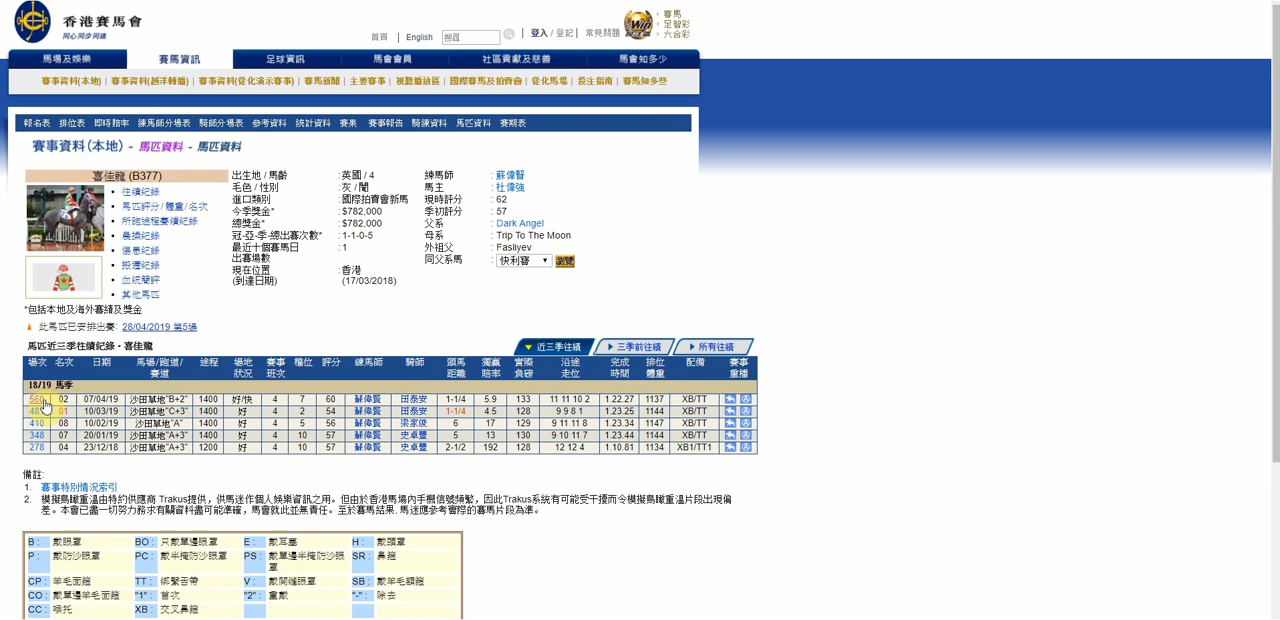 香港賽馬會
同心同步同進
首頁 | English 搜尋 | 登入 / 登記 | 常見問題
賽馬
足智彩
六合彩
馬場及娛樂 賽馬資訊 足球資訊 馬會會員 社區貢獻及慈善 馬會知多少
賽事資料(本地) | 賽事資料(越洋轉播) | 賽事資料(從化演示賽事) | 賽馬新聞 | 主要賽事 | 視聽播放區 | 國際賽馬及拍賣會 | 從化馬場 | 投注指南 | 賽馬知多些
報名表 排位表 即時賠率 練馬師分場表 騎師分場表 參考資料 統計資料 賽果 賽事報告 騎練資料 馬匹資料 賽期表
賽事資料(本地) - 馬匹資料 - 馬匹資料
喜佳龍 (B377)
往績紀錄
馬匹評分/體重/名次
所跑途程賽績紀錄
晨操紀錄
傷患紀錄
搬遷紀錄
血統簡評
其他馬匹
出生地 / 馬齡 : 英國 / 4
毛色 / 性別 : 灰 / 閹
進口類別 : 國際拍賣會新馬
今季獎金* : $782,000
總獎金* : $782,000
冠-亞-季-總出賽次數* : 1-1-0-5
最近十個賽馬日 : 1
出賽場數
現在位置 : 香港
(到達日期) (17/03/2018)
練馬師 : 蘇偉賢
馬主 : 杜偉強
現時評分 : 62
季初評分 : 57
父系 : Dark Angel
母系 : Trip To The Moon
外祖父 : Fasliyev
同父系馬 : 快利寶 瀏覽
*包括本地及海外賽績及獎金
此馬匹已安排出賽: 28/04/2019 第5場
馬匹近三季往績紀錄 - 喜佳龍
近三季往績 三季前往績 所有往績
場次 名次 日期 馬場/跑道/賽道 途程 場地狀況 賽事班次 檔位 評分 練馬師 騎師 頭馬距離 獨贏賠率 實際負磅 沿途走位 完成時間 排位體重 配備 賽事重播
18/19 馬季
560 02 07/04/19 沙田草地"B+2" 1400 好/快 4 7 60 蘇偉賢 田泰安 1-1/4 5.9 133 11 11 10 2 1.22.27 1137 XB/TT
01 10/03/19 沙田草地"C+3" 1400 好 4 2 54 蘇偉賢 田泰安 1-1/4 4.5 128 9 9 8 1 1.23.25 1144 XB/TT
410 08 10/02/19 沙田草地"A" 1400 好 4 5 56 蘇偉賢 梁家俊 6 17 129 9 11 11 8 1.23.34 1147 XB/TT
348 07 20/01/19 沙田草地"A+3" 1400 好 4 10 57 蘇偉賢 史卓豐 5 13 130 9 10 11 7 1.23.44 1144 XB/TT
278 04 23/12/18 沙田草地"A+3" 1200 好 4 10 57 蘇偉賢 史卓豐 2-1/2 192 128 12 12 4 1.10.81 1134 XB1/TT1
備註:
1. 賽事特別情況索引
2. 模擬鳥瞰重溫由特約供應商 Trakus提供，供馬迷作個人娛樂資訊之用。但由於香港馬場內手機信號頻繁，因此Trakus系統有可能受干擾而令模擬鳥瞰重溫片段出現偏
差。本會已盡一切努力務求有關資料盡可能準確，馬會就此並無責任。至於賽馬結果, 馬迷應參考實際的賽馬片段為準。
B : 戴眼罩 BO : 只戴單邊眼罩 E : 戴耳塞 H : 戴頭罩
P : 戴防沙眼罩 PC : 戴半掩防沙眼罩 PS : 戴單邊半掩防沙眼罩 SR : 鼻箍
CP : 羊毛面箍 TT : 綁繫舌帶 V : 戴開縫眼罩 SB : 戴羊毛額箍
CO : 戴單邊羊毛面箍 "1" : 首次 "2" : 重戴 "-" : 除去
CC : 喉托 XB : 交叉鼻箍